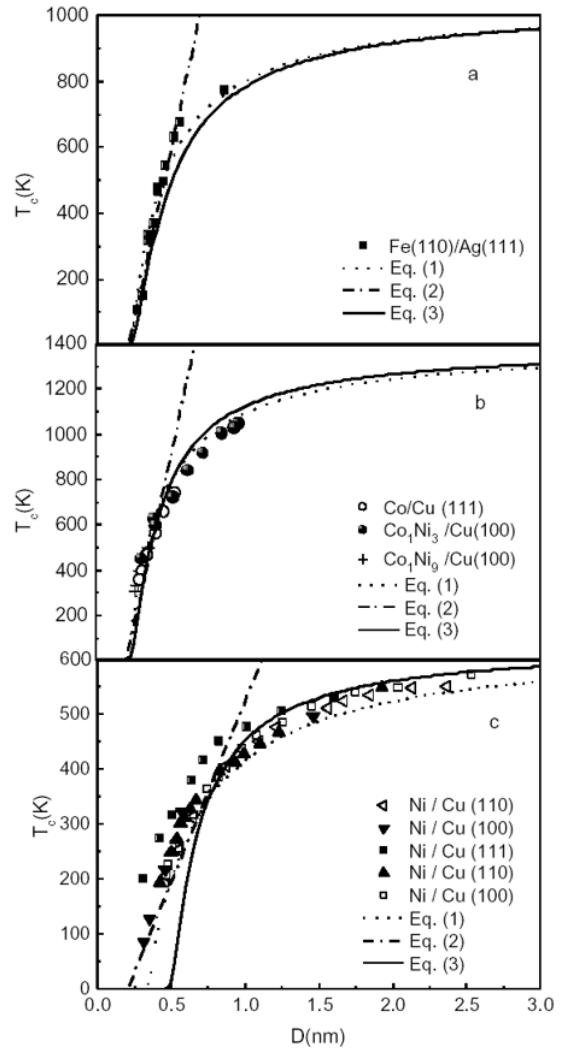 1000
a
800
T_c(K)
600
400
200
Fe(110)/Ag(111)
Eq. (1)
Eq. (2)
Eq. (3)
1400
b
1200
1000
T_c(K)
800
600
400
200
Co/Cu (111)
Co₁Ni₃ /Cu(100)
Co₁Ni₉ /Cu(100)
Eq. (1)
Eq. (2)
Eq. (3)
600
c
500
T_c(K)
400
300
200
100
0
Ni / Cu (110)
Ni / Cu (100)
Ni / Cu (111)
Ni / Cu (110)
Ni / Cu (100)
Eq. (1)
Eq. (2)
Eq. (3)
0.0 0.5 1.0 1.5 2.0 2.5 3.0
D(nm)